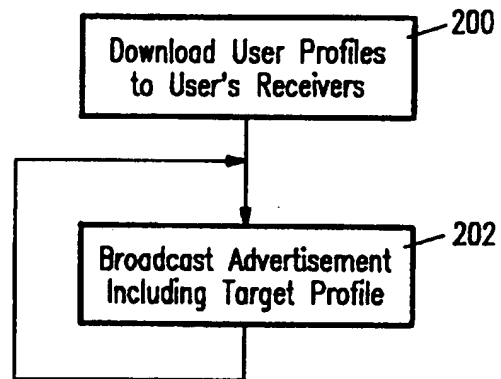 200
Download User Profiles
to User's Receivers
202
Broadcast Advertisement
Including Target Profile